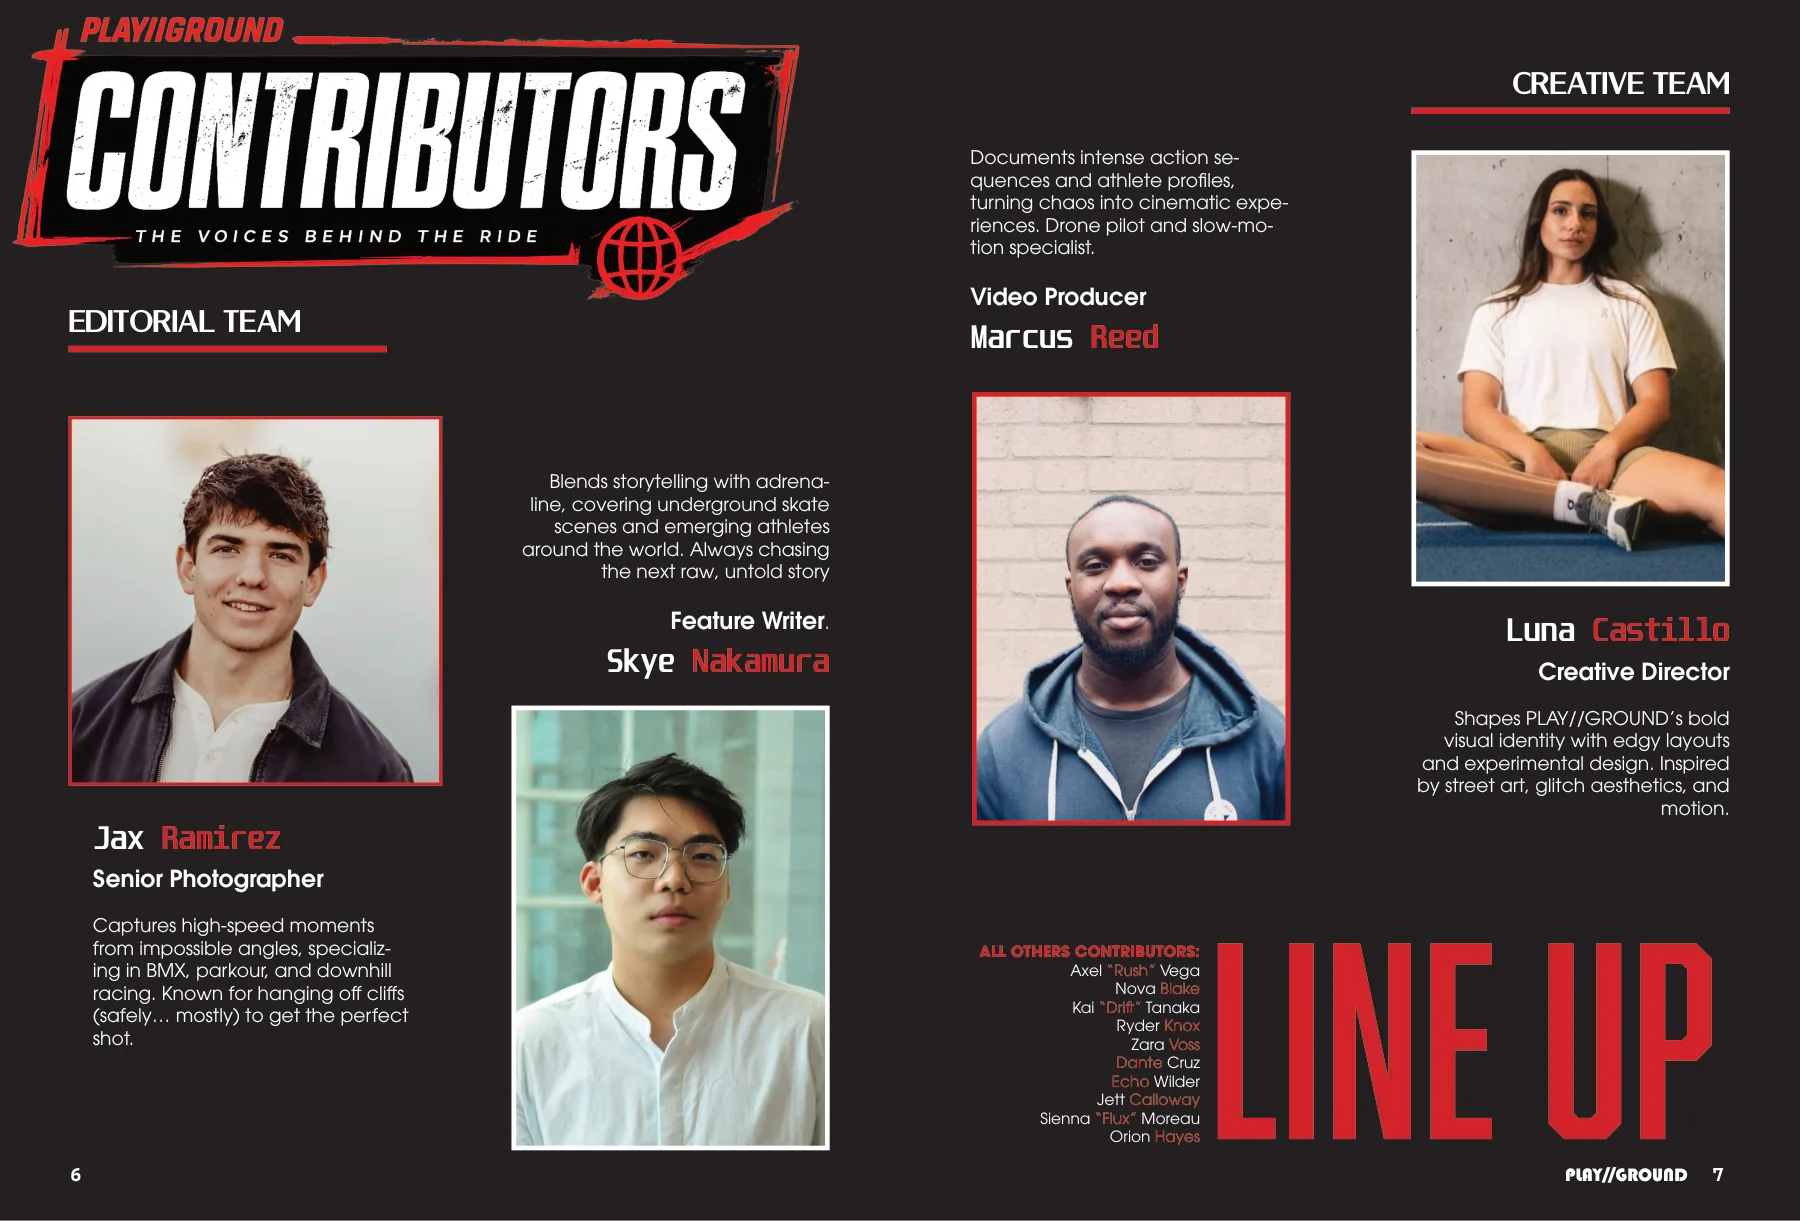 PLAY//GROUND
CONTRIBUTORS
THE VOICES BEHIND THE RIDE
EDITORIAL TEAM
Jax Ramirez
Senior Photographer
Captures high-speed moments
from impossible angles, specializ-
ing in BMX, parkour, and downhill
racing. Known for hanging off cliffs
(safely... mostly) to get the perfect
shot.
Blends storytelling with adrena-
line, covering underground skate
scenes and emerging athletes
around the world. Always chasing
the next raw, untold story
Feature Writer.
Skye Nakamura
6
Documents intense action se-
quences and athlete profiles,
turning chaos into cinematic expe-
riences. Drone pilot and slow-mo-
tion specialist.
Video Producer
Marcus Reed
CREATIVE TEAM
Luna Castillo
Creative Director
Shapes PLAY//GROUND's bold
visual identity with edgy layouts
and experimental design. Inspired
by street art, glitch aesthetics, and
motion.
ALL OTHERS CONTRIBUTORS:
Axel "Rush" Vega
Nova Blake
Kai "Drift" Tanaka
Ryder Knox
Zara Voss
Dante Cruz
Echo Wilder
Jett Calloway
Sienna "Flux" Moreau
Orion Hayes
LINE UP
PLAY//GROUND 7